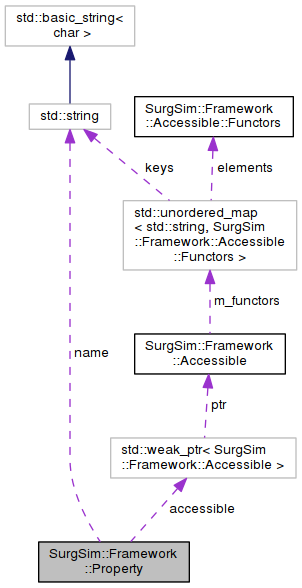 std::basic_string<
char >
std::string
SurgSim::Framework
::Accessible::Functors
keys
elements
std::unordered_map
< std::string, SurgSim
::Framework::Accessible
::Functors >
m_functors
SurgSim::Framework
::Accessible
name
ptr
std::weak_ptr< SurgSim
::Framework::Accessible >
accessible
SurgSim::Framework
::Property